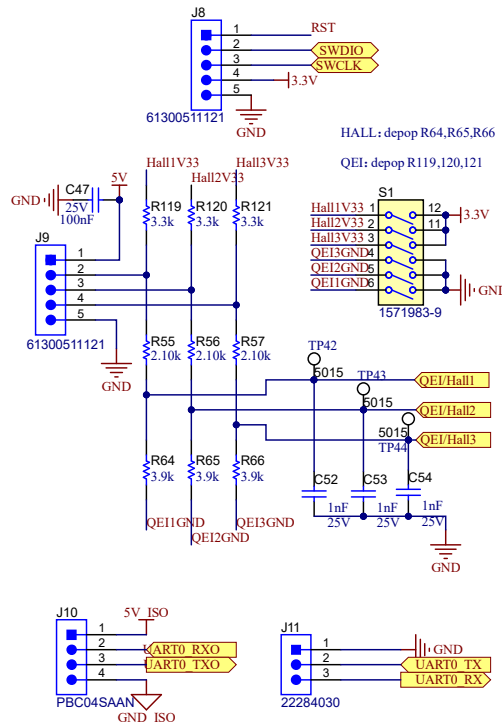 J8
1 RST
2 SWDIO
3 SWCLK
4 3.3V
5
61300511121
GND
HALL: depop R64,R65,R66
QEI: depop R119,120,121
Hall1V33
Hall2V33
Hall3V33
C47
5V
GND
25V
100nF
R119
3.3k
R120
3.3k
R121
3.3k
S1
Hall1V33 1 12 3.3V
Hall2V33 2 11
Hall3V33 3
QEI3GND 4
QEI2GND 5
QEI1GND 6
GND
1571983-9
J9
1
2
3
4
5
61300511121
GND
R55
2.10k
R56
2.10k
R57
2.10k
TP42
5015
QEI/Hall1
TP43
5015
QEI/Hall2
5015
QEI/Hall3
TP44
R64
3.9k
R65
3.9k
R66
3.9k
QEI1GND
QEI2GND
QEI3GND
C52
1nF
25V
C53
1nF
25V
C54
1nF
25V
GND
J10
5V_ISO
1
2 UART0_RXO
3 UART0_TXO
4
PBC04SAAN
GND_ISO
J11
1 GND
2 UART0_TX
3 UART0_RX
22284030